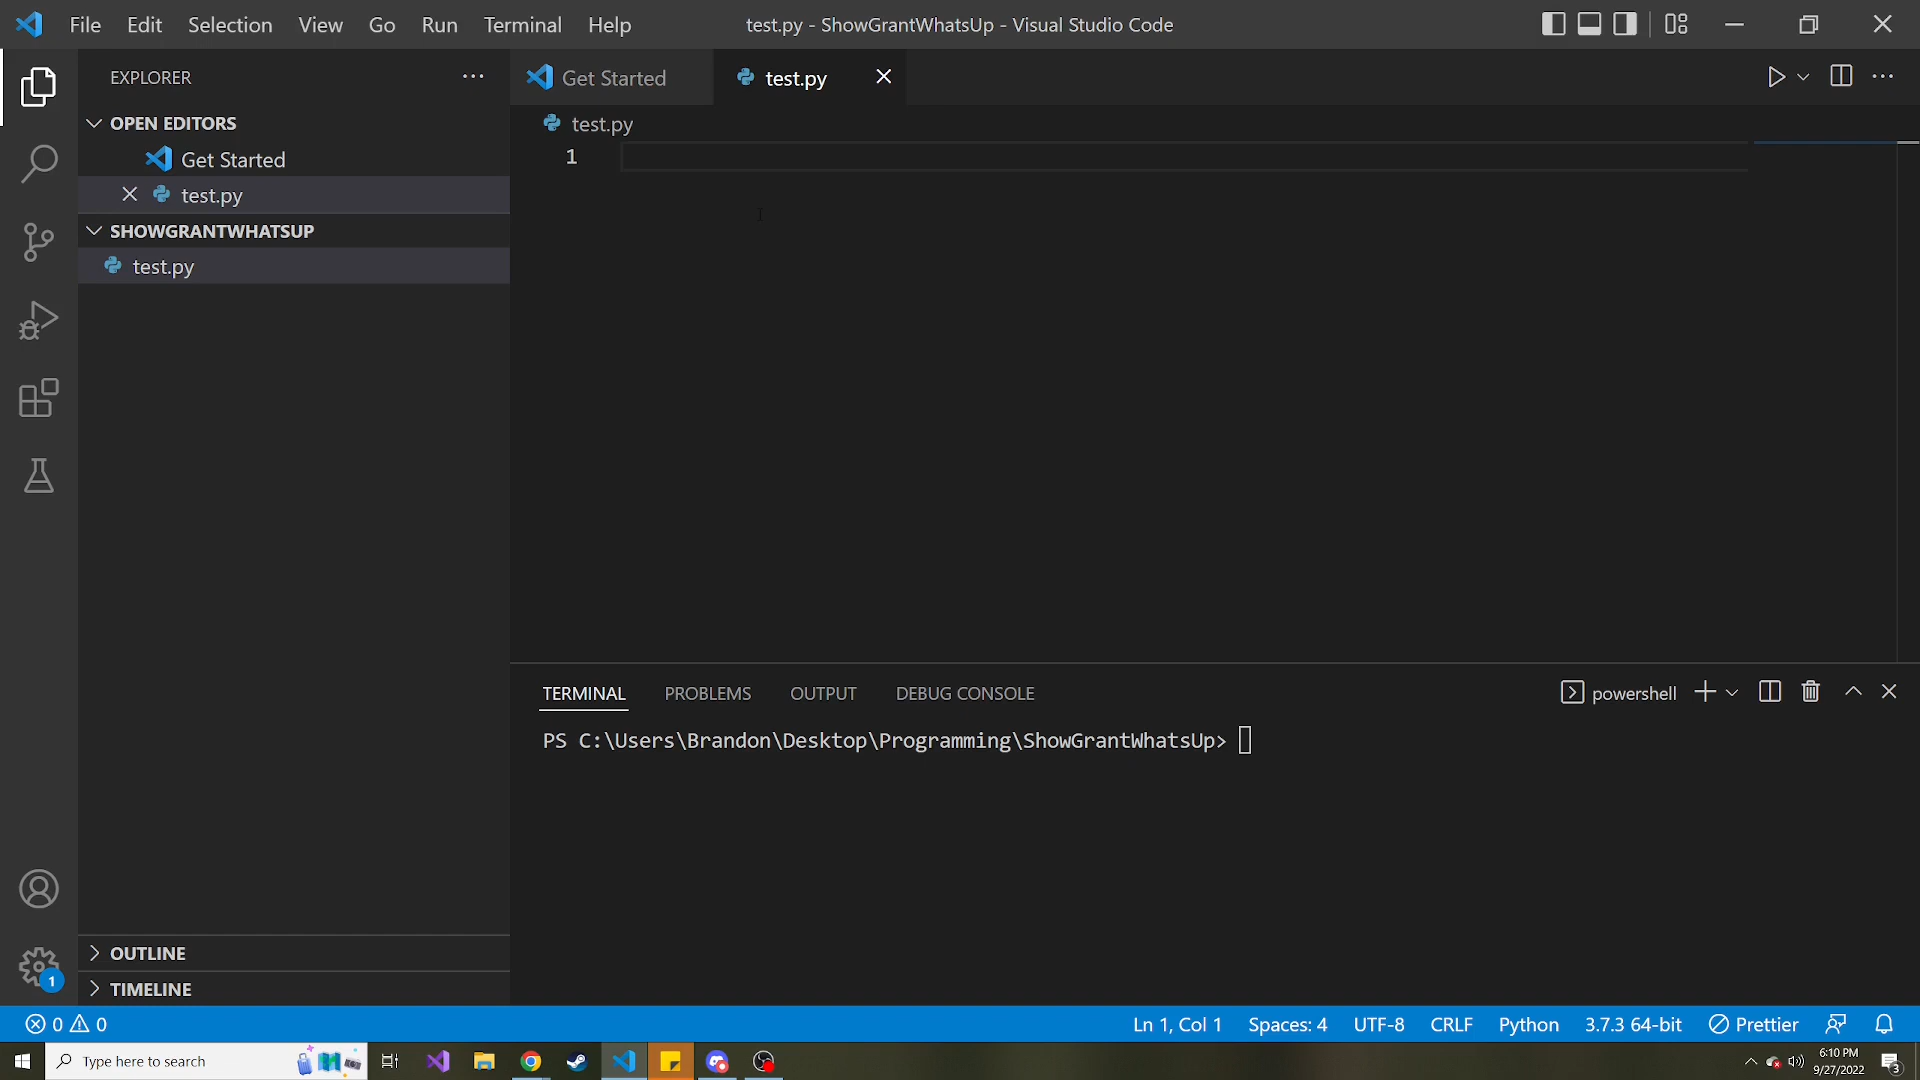 File Edit Selection View Go Run Terminal Help
test.py - ShowGrantWhatsUp - Visual Studio Code
EXPLORER
OPEN EDITORS
Get Started
test.py
SHOWGRANTWHATSUP
test.py
OUTLINE
TIMELINE
Get Started
test.py
test.py
1
TERMINAL PROBLEMS OUTPUT DEBUG CONSOLE
powershell
PS C:\Users\Brandon\Desktop\Programming\ShowGrantWhatsUp>
1
0 0
Ln 1, Col 1 Spaces: 4 UTF-8 CRLF Python 3.7.3 64-bit Prettier
Type here to search
6:10 PM
9/27/2022
3